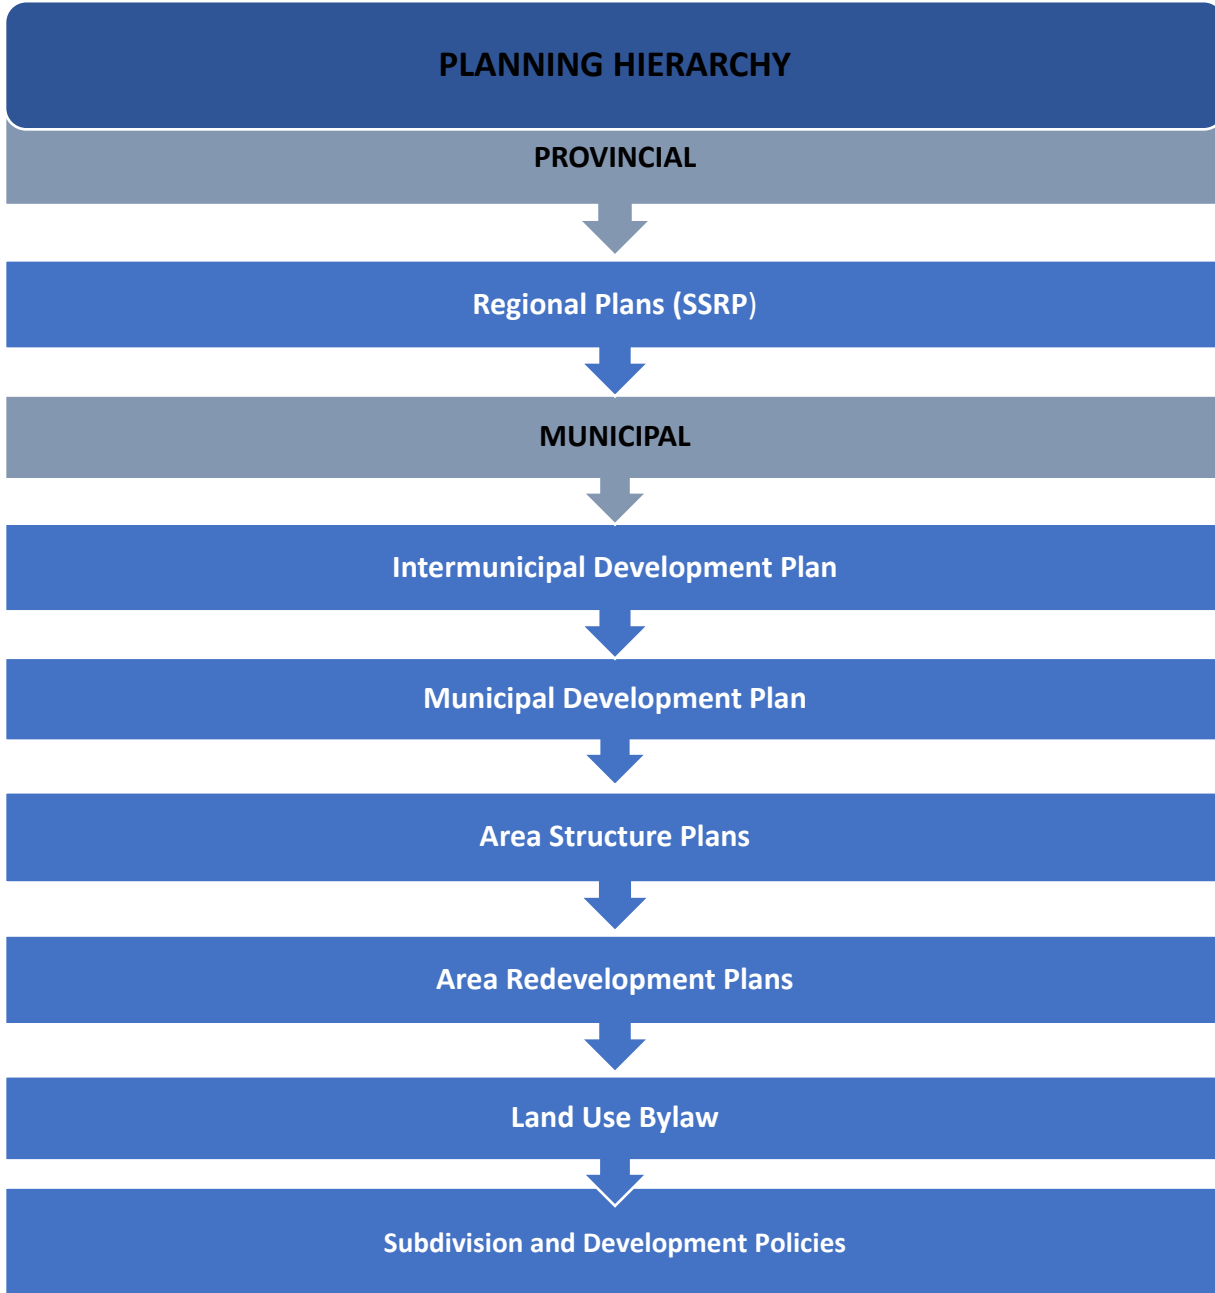 PLANNING HIERARCHY
PROVINCIAL
Regional Plans (SSRP)
MUNICIPAL
Intermunicipal Development Plan
Municipal Development Plan
Area Structure Plans
Area Redevelopment Plans
Land Use Bylaw
Subdivision and Development Policies